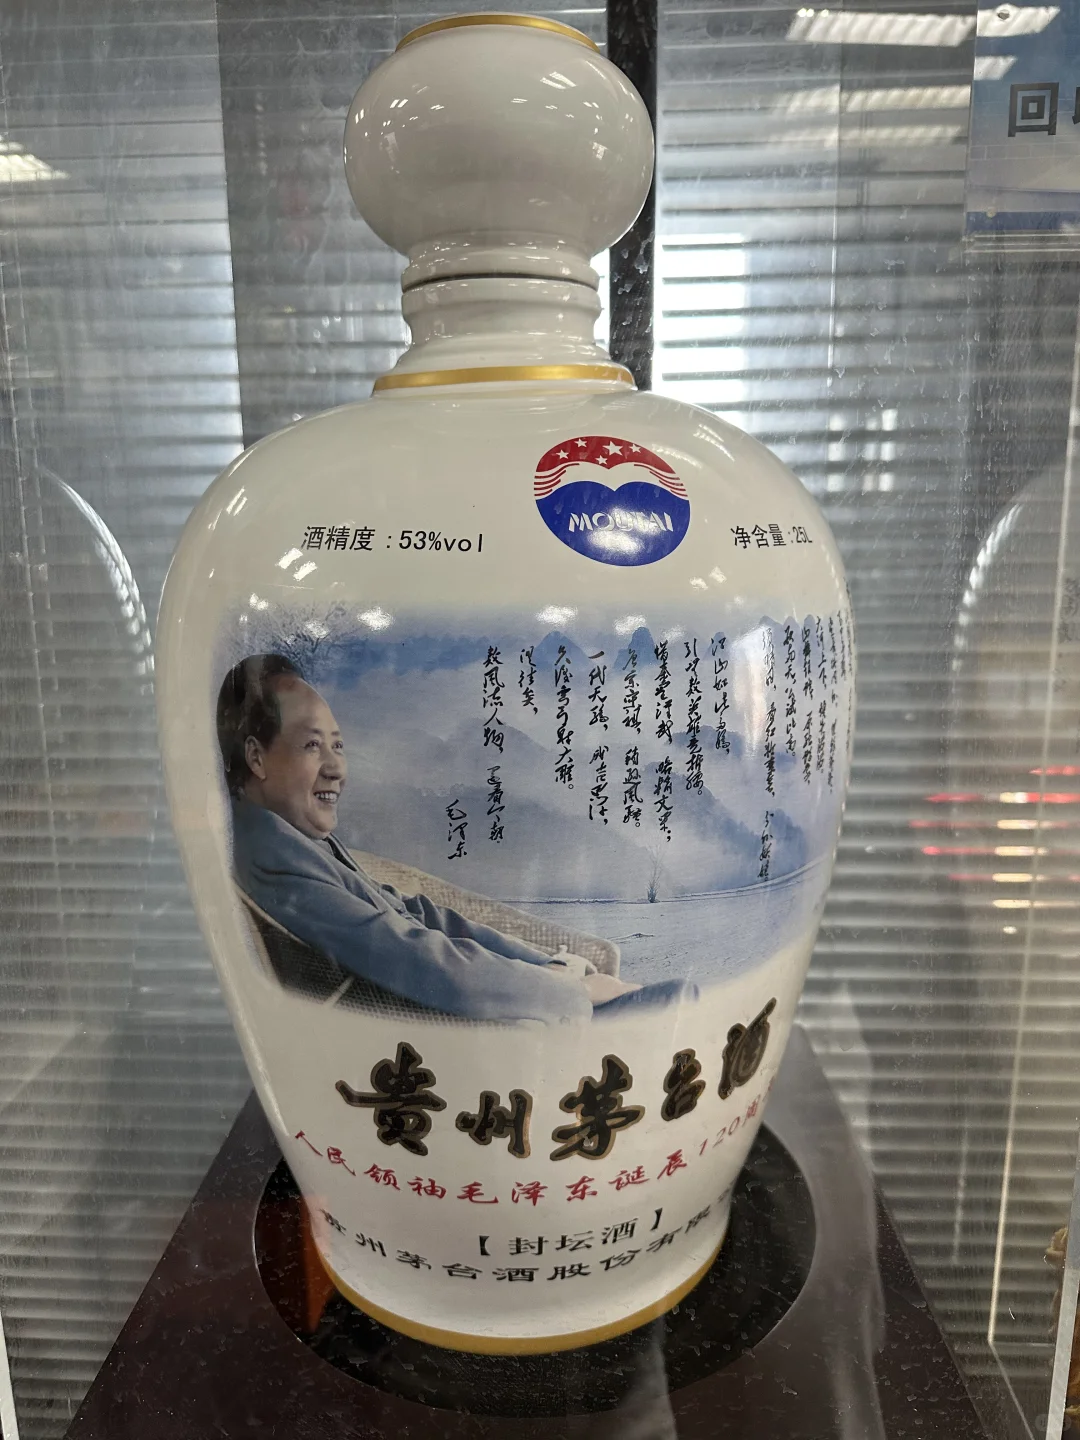 回
MOUTAI
酒精度:53%vol
净含量:25L
江山如此多娇，
引无数英雄竞折腰。
惜秦皇汉武，略输文采，
唐宗宋祖，稍逊风骚。
一代天骄，成吉思汗，
只识弯弓射大雕。
俱往矣，
数风流人物，还看今朝
毛泽东
贵州茅台酒
人民领袖毛泽东诞辰120周
【封坛酒】
贵州茅台酒股份有限